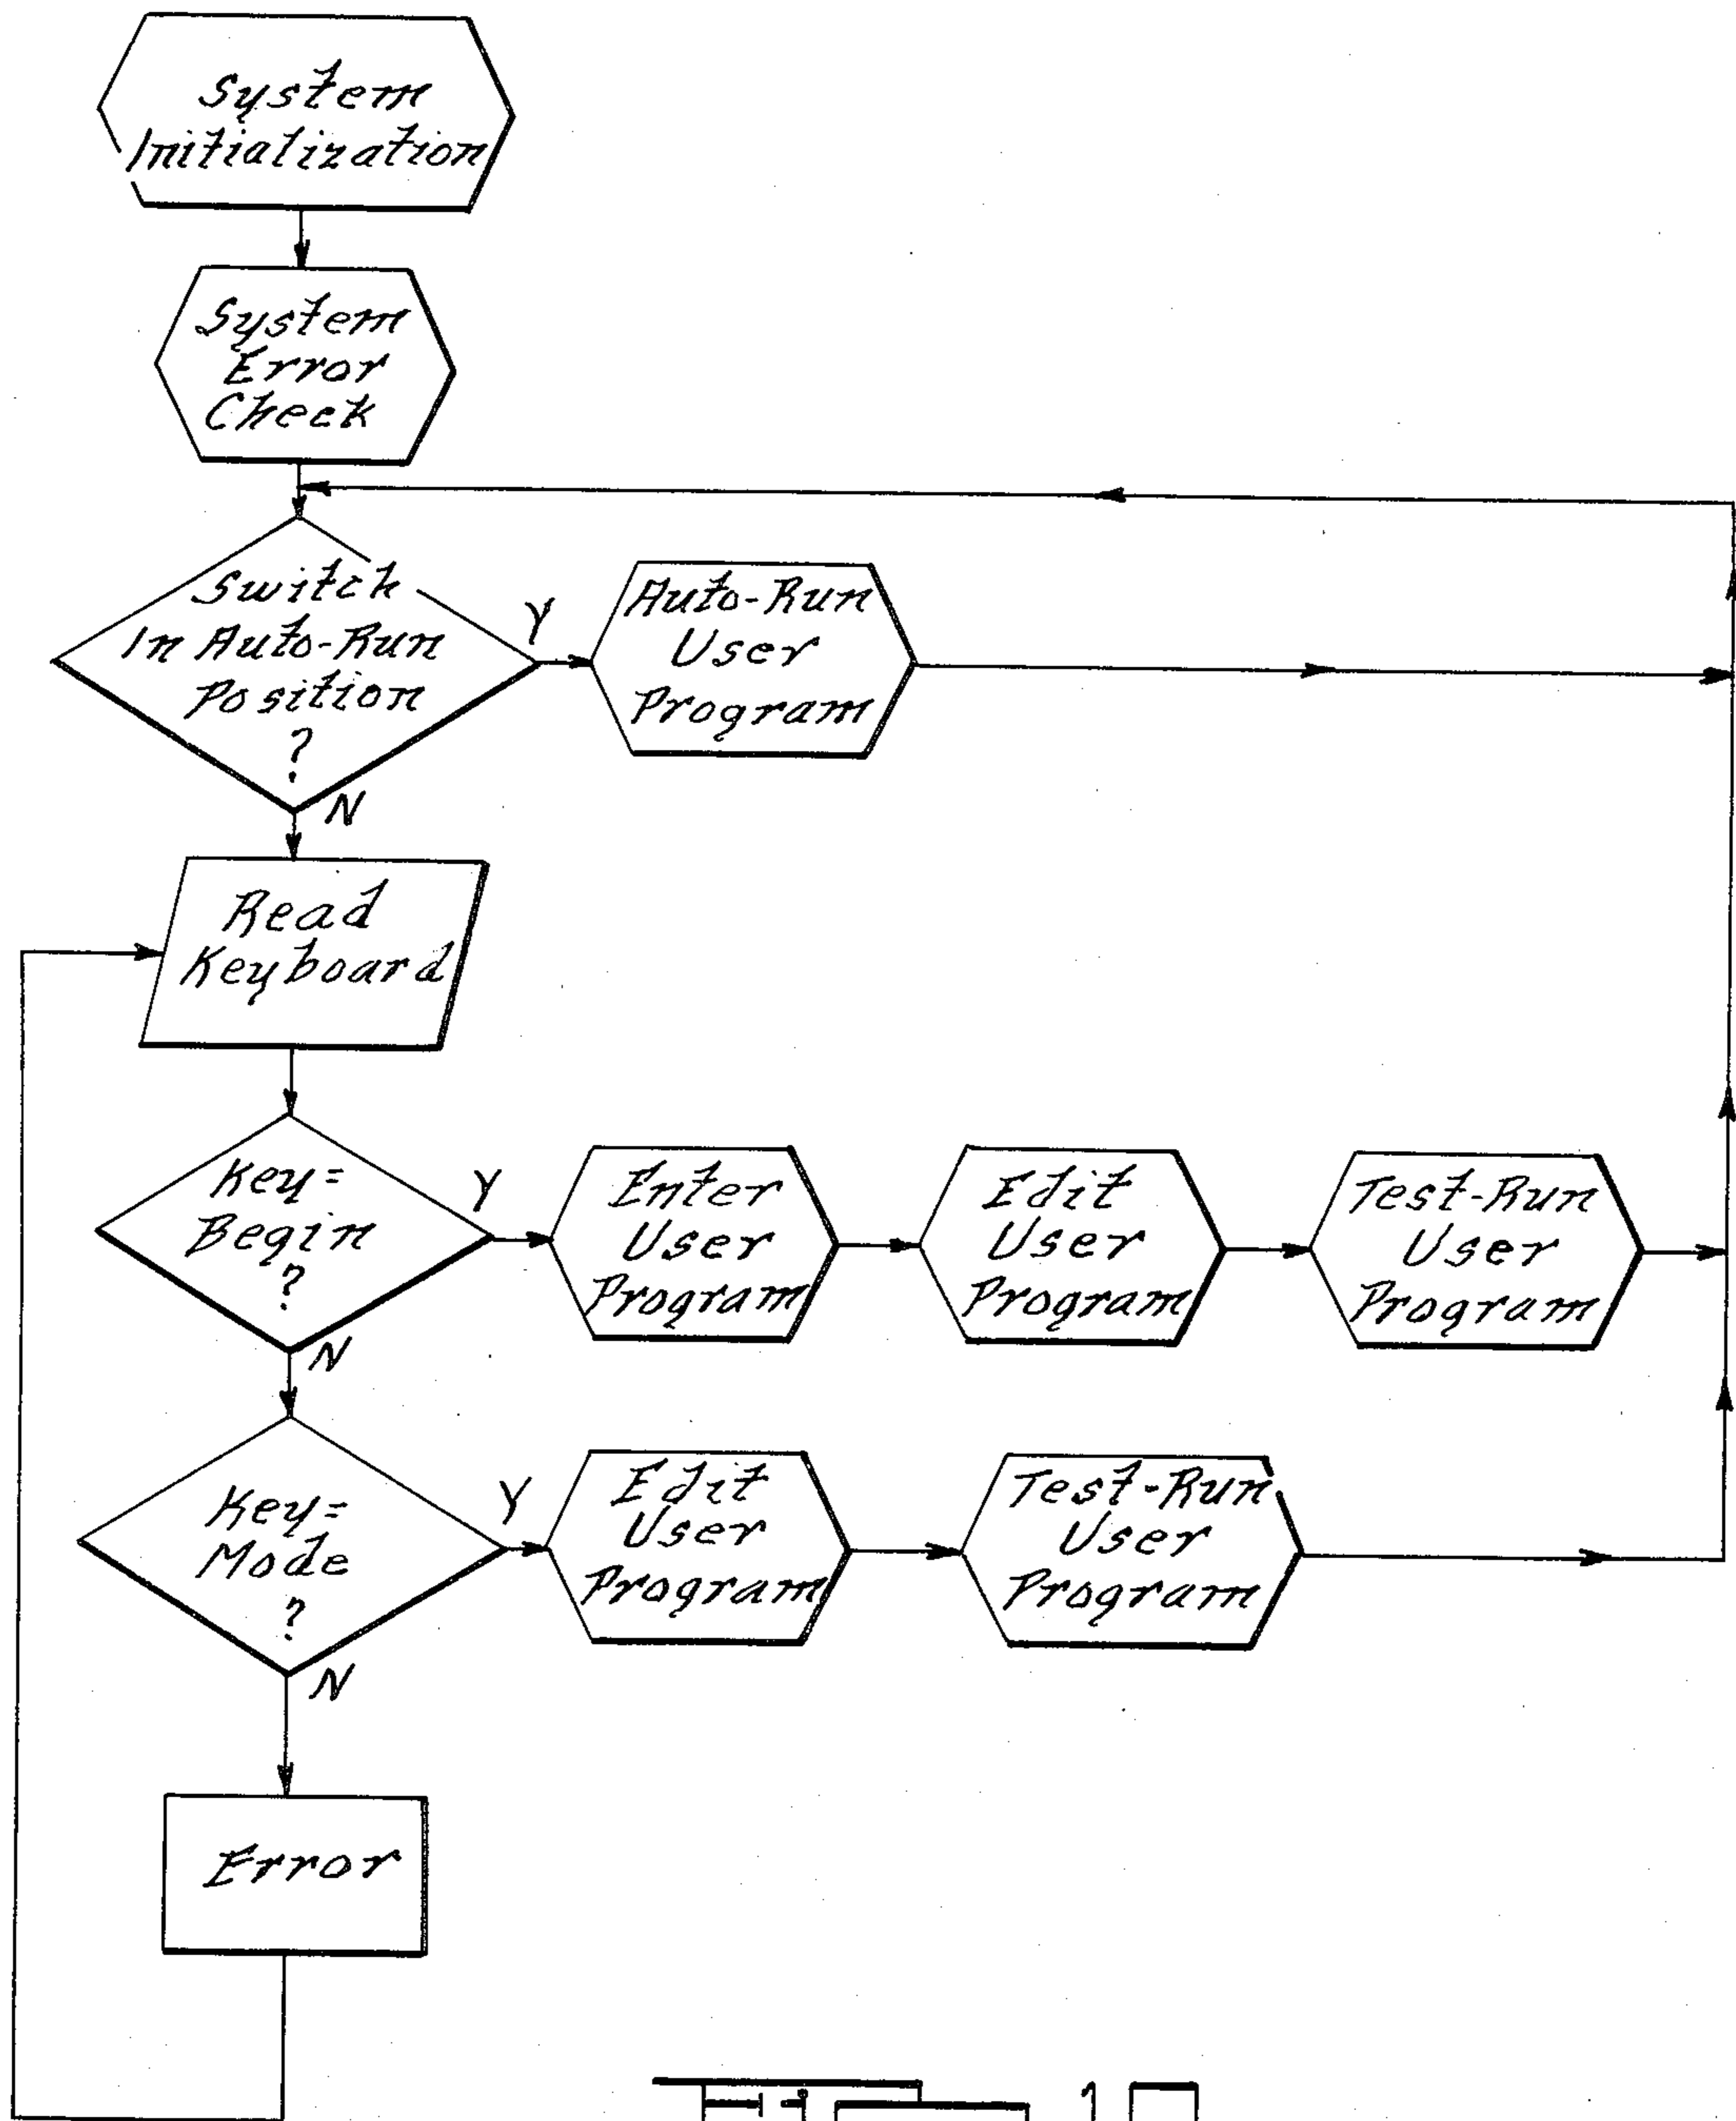 System
Initialization
System
Error
Check
Switch
In Auto-Run
Position
?
Y
Auto-Run
User
Program
N
Read
Keyboard
Key=
Begin
?
Y
Enter
User
Program
Edit
User
Program
Test-Run
User
Program
N
Key=
Mode
?
Y
Edit
User
Program
Test-Run
User
Program
N
Error